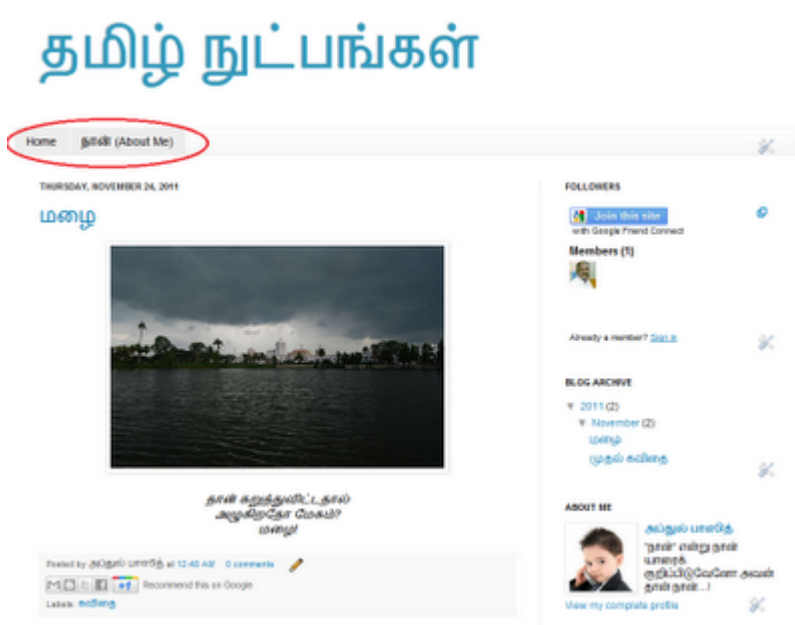 தமிழ் நுட்பங்கள்
Home நான் (About Me)
THURSDAY, NOVEMBER 24, 2011
மழை
தான் கறுத்துவிட்டதால்
அழுகிறதோ மேகம்?
மழை!
Posted by அப்துல் பாஸித் at 12:40 AM 0 comments
Recommend this on Google
Labels: கவிதை
FOLLOWERS
Join this site
with Google Friend Connect
Members (1)
Already a member? Sign in
BLOG ARCHIVE
▼ 2011 (2)
▼ November (2)
மழை
முதல் கவிதை
ABOUT ME
அப்துல் பாஸித்
"நான்" என்று நான்
யாரைக்
குறிப்பிடுவேனோ அவன்
தான் நான்...!
View my complete profile